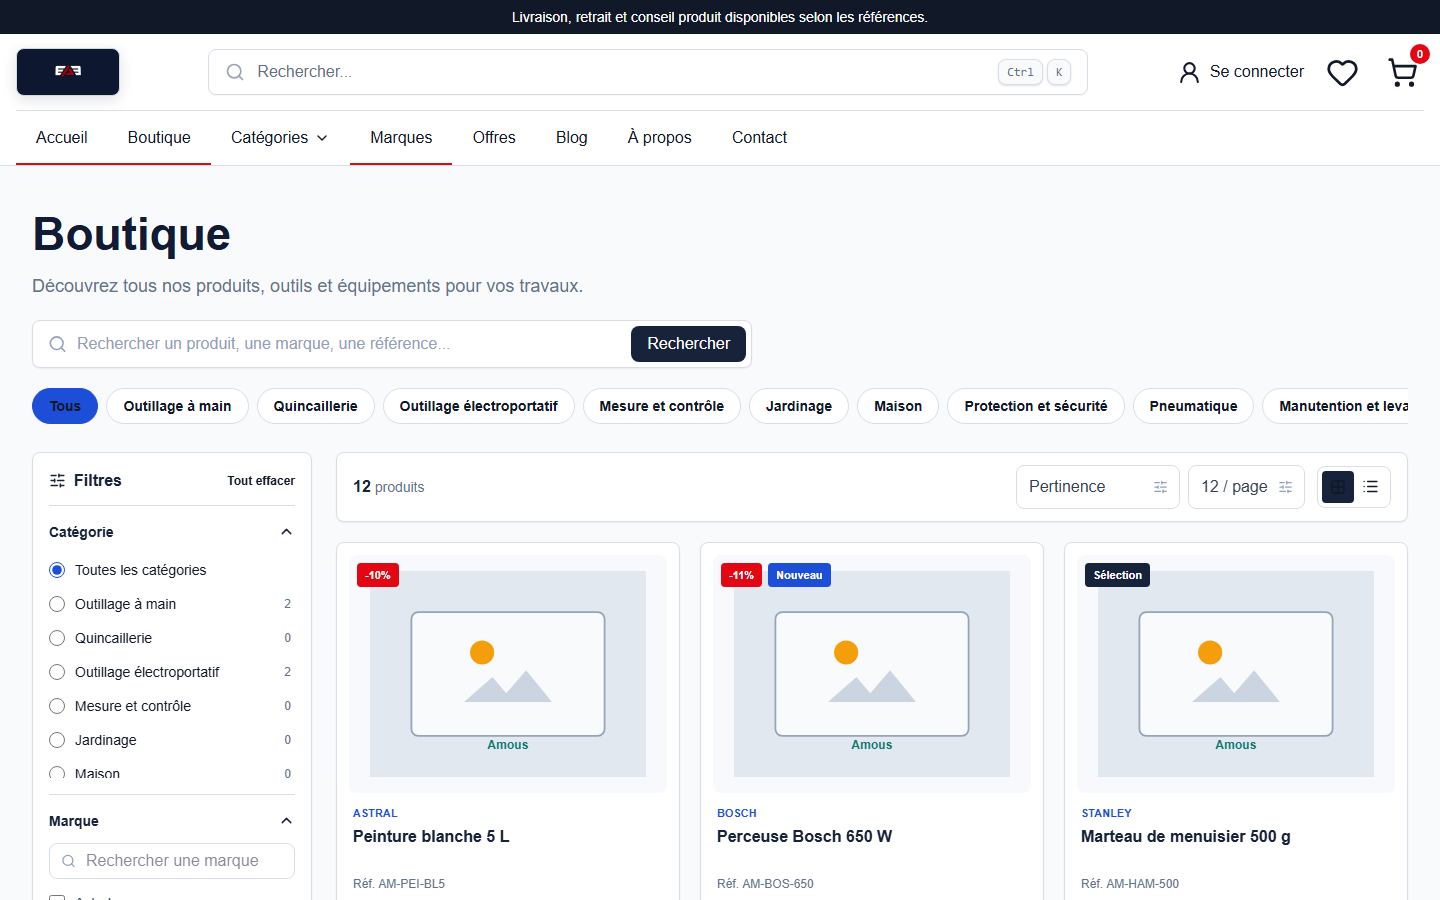 Livraison, retrait et conseil produit disponibles selon les références.
Rechercher...
Ctrl K
Se connecter
0
Accueil
Boutique
Catégories
Marques
Offres
Blog
À propos
Contact
Boutique
Découvrez tous nos produits, outils et équipements pour vos travaux.
Rechercher un produit, une marque, une référence...
Rechercher
Tous
Outillage à main
Quincaillerie
Outillage électroportatif
Mesure et contrôle
Jardinage
Maison
Protection et sécurité
Pneumatique
Manutention et leva
Filtres
Tout effacer
Catégorie
Toutes les catégories
Outillage à main 2
Quincaillerie 0
Outillage électroportatif 2
Mesure et contrôle 0
Jardinage 0
Maison 0
Marque
Rechercher une marque
12 produits
Pertinence
12 / page
-10%
Amous
ASTRAL
Peinture blanche 5 L
Réf. AM-PEI-BL5
-11%
Nouveau
Amous
BOSCH
Perceuse Bosch 650 W
Réf. AM-BOS-650
Sélection
Amous
STANLEY
Marteau de menuisier 500 g
Réf. AM-HAM-500